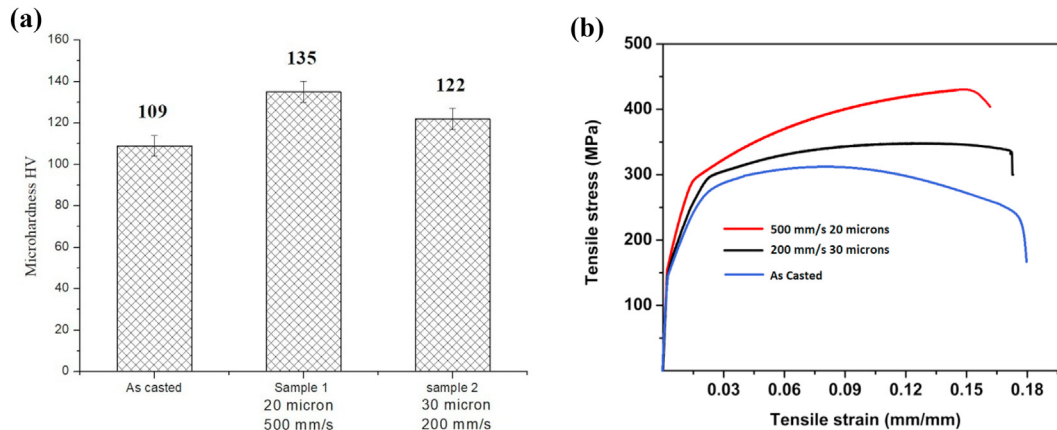 (a)
109
135
122
Microhardness HV
160
140
120
100
80
60
40
20
0
As casted
Sample 1
20 micron
500 mm/s
sample 2
30 micron
200 mm/s
(b)
Tensile stress (MPa)
500
400
300
200
100
500 mm/s 20 microns
200 mm/s 30 microns
As Casted
0.03 0.06 0.09 0.12 0.15 0.18
Tensile strain (mm/mm)